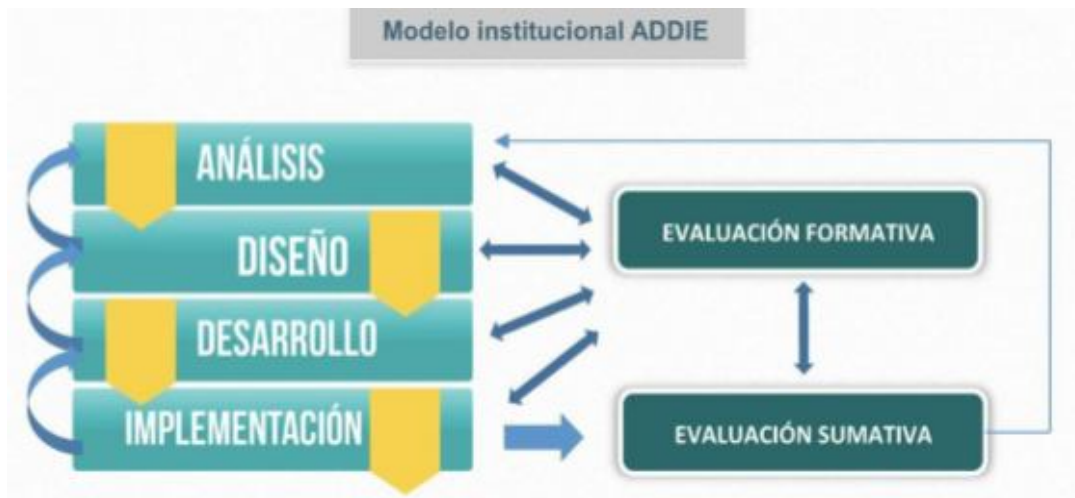 Modelo institucional ADDIE
ANÁLISIS
DISEÑO
DESARROLLO
IMPLEMENTACIÓN
EVALUACIÓN FORMATIVA
EVALUACIÓN SUMATIVA